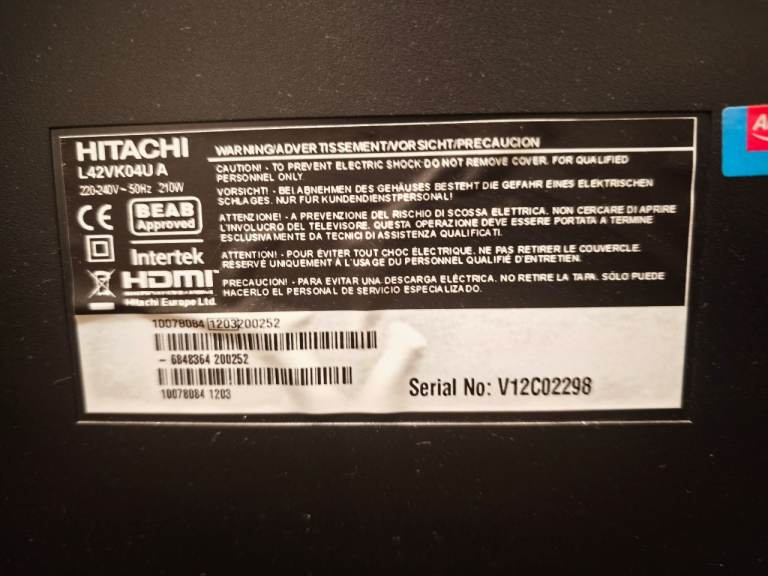 HITACHI
L42VK04U A
220-240V ~ 50Hz -210W
CE
BEAB
Approved
Intertek
HDMI™
Hitachi Europe Ltd.
WARNING/ADVERTISSEMENT/VORSICHT/PRECAUCION
CAUTION! - TO PREVENT ELECTRIC SHOCK DO NOT REMOVE COVER. FOR QUALIFIED
PERSONNEL ONLY
VORSICHT! - BEI ABNEHMEN DES GEHÄUSES BESTEHT DIE GEFAHR EINES ELEKTRISCHEN
SCHLAGES. NUR FÜR KUNDENDIENSTPERSONAL!
ATTENZIONE! - A PREVENZIONE DEL RISCHIO DI SCOSSA ELETTRICA. NON CERCARE DI APRIRE
L'INVOLUCRO DEL TELEVISORE. QUESTA OPERAZIONE DEVE ESSERE PORTATA A TERMINE
ESCLUSIVAMENTE DA TECNICI DI ASSISTENZA QUALIFICATI.
ATTENTION! - POUR ÉVITER TOUT CHOC ÉLECTRIQUE. NE PAS RETIRER LE COUVERCLE.
RÉSERVÉ UNIQUEMENT À L'USAGE DU PERSONNEL QUALIFIÉ D'ENTRETIEN.
PRECAUCION! - PARA EVITAR UNA DESCARGA ELÉCTRICA. NO RETIRE LA TAPA. SÓLO PUEDE
HACERLO EL PERSONAL DE SERVICIO ESPECIALIZADO.
10078084 1203200252
- 6848364 200252
10078084 1203
Serial No: V12C02298